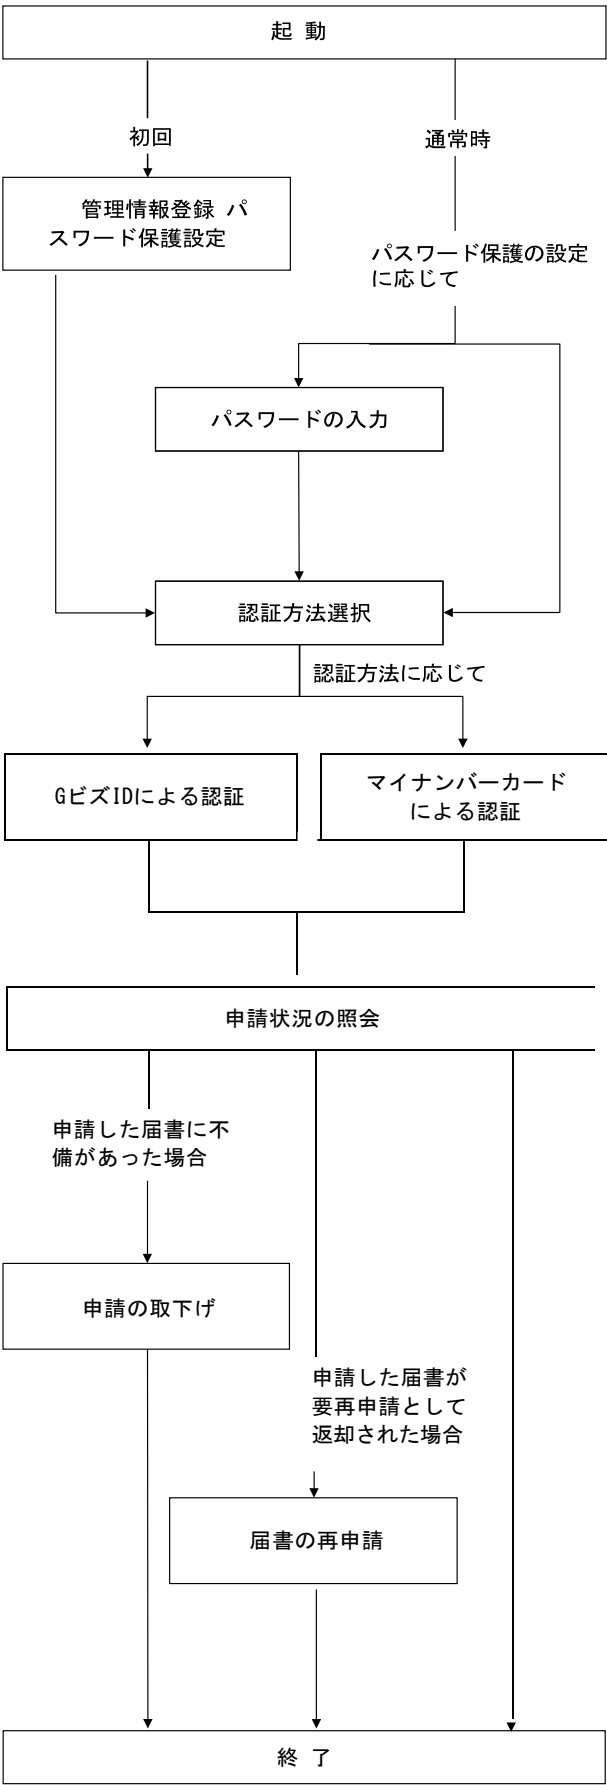 起 動
初回
通常時
管理情報登録 パ
スワード保護設定
パスワード保護の設定
に応じて
パスワードの入力
認証方法選択
認証方法に応じて
GビズIDによる認証
マイナンバーカード
による認証
申請状況の照会
申請した届書に不
備があった場合
申請の取下げ
申請した届書が
要再申請として
返却された場合
届書の再申請
終 了